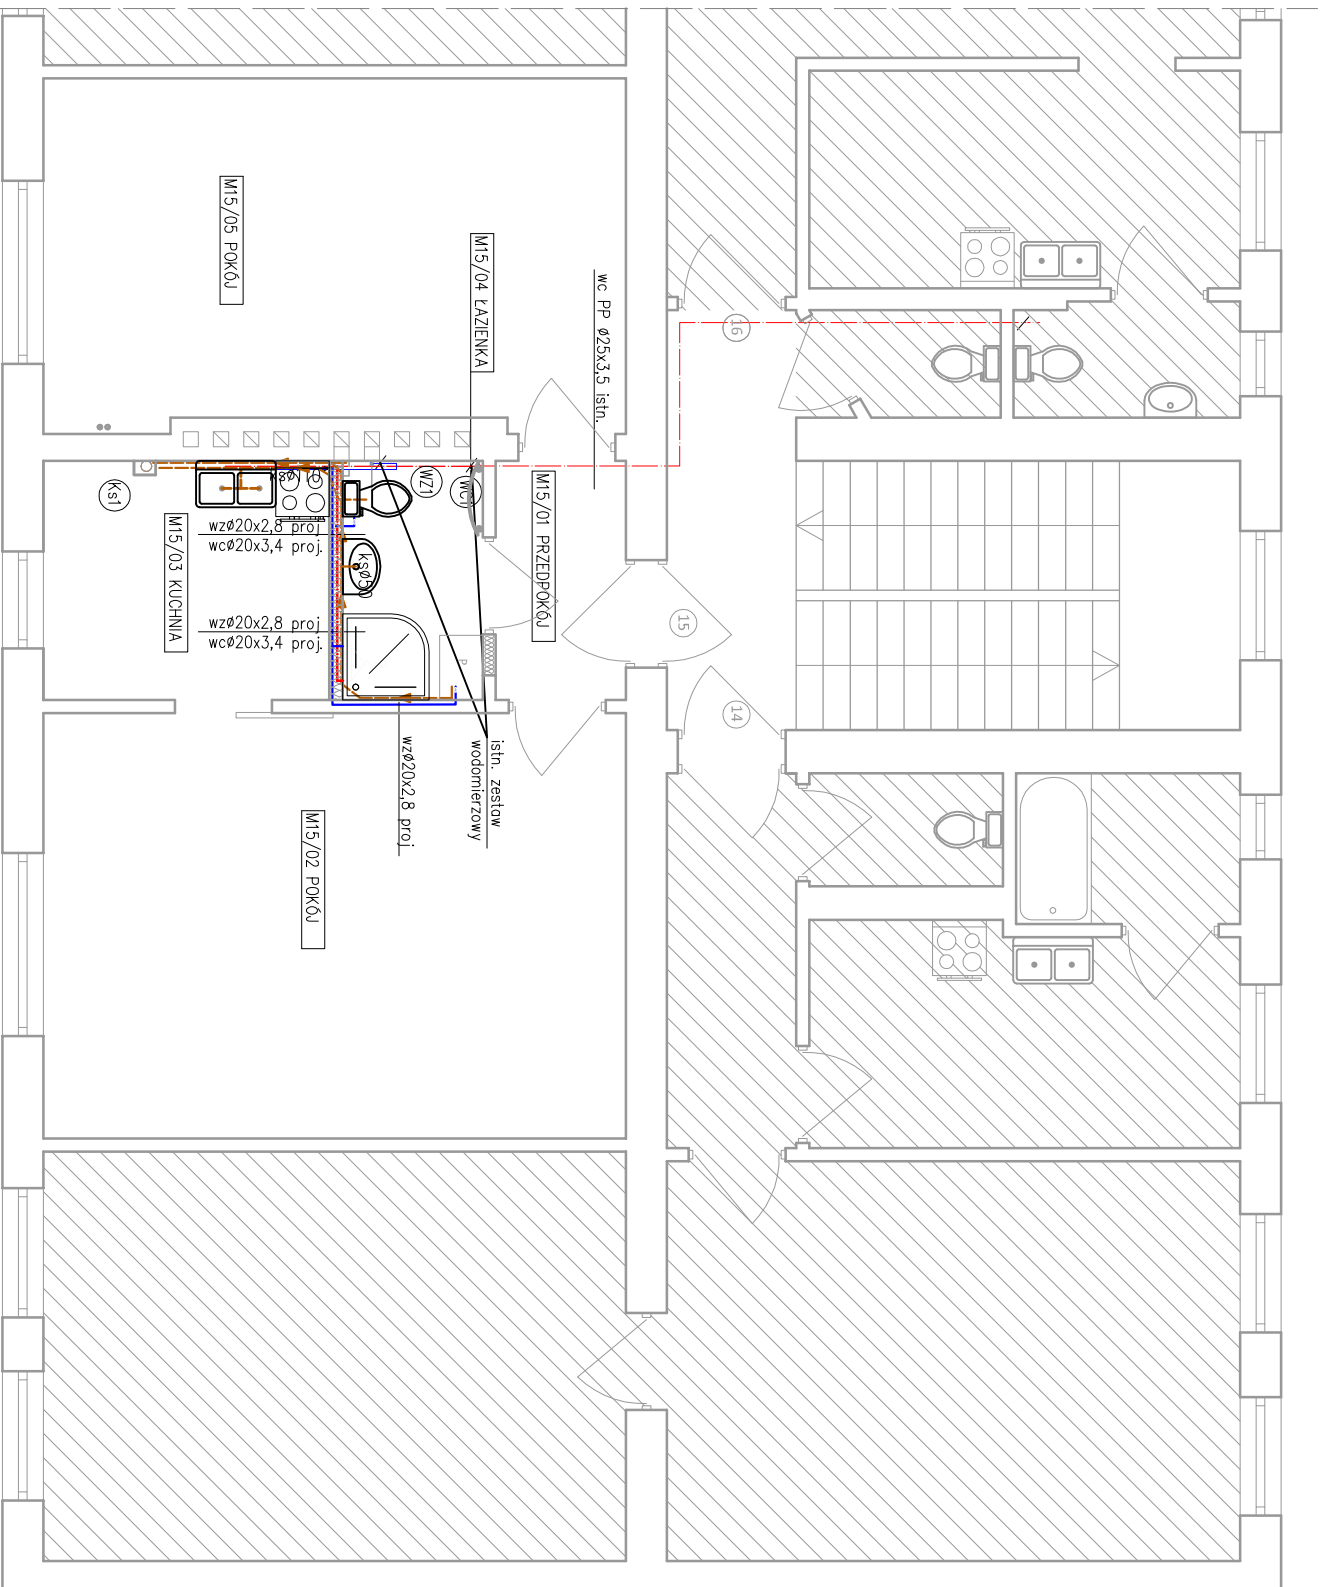 M15/05 POKÓJ
M15/04 ŁAZIENKA
wc PP ø25x3,5 istn.
16
M15/01 PRZEDPOKÓJ
WZ1
WC1
Ks1
ksø110
wzø20x2,8 proj.
wcø20x3,4 proj.
ksø50
M15/03 KUCHNIA
wzø20x2,8 proj.
wcø20x3,4 proj.
15
14
P
istn. zestaw
wodomierzowy
wzø20x2,8 proj.
M15/02 POKÓJ